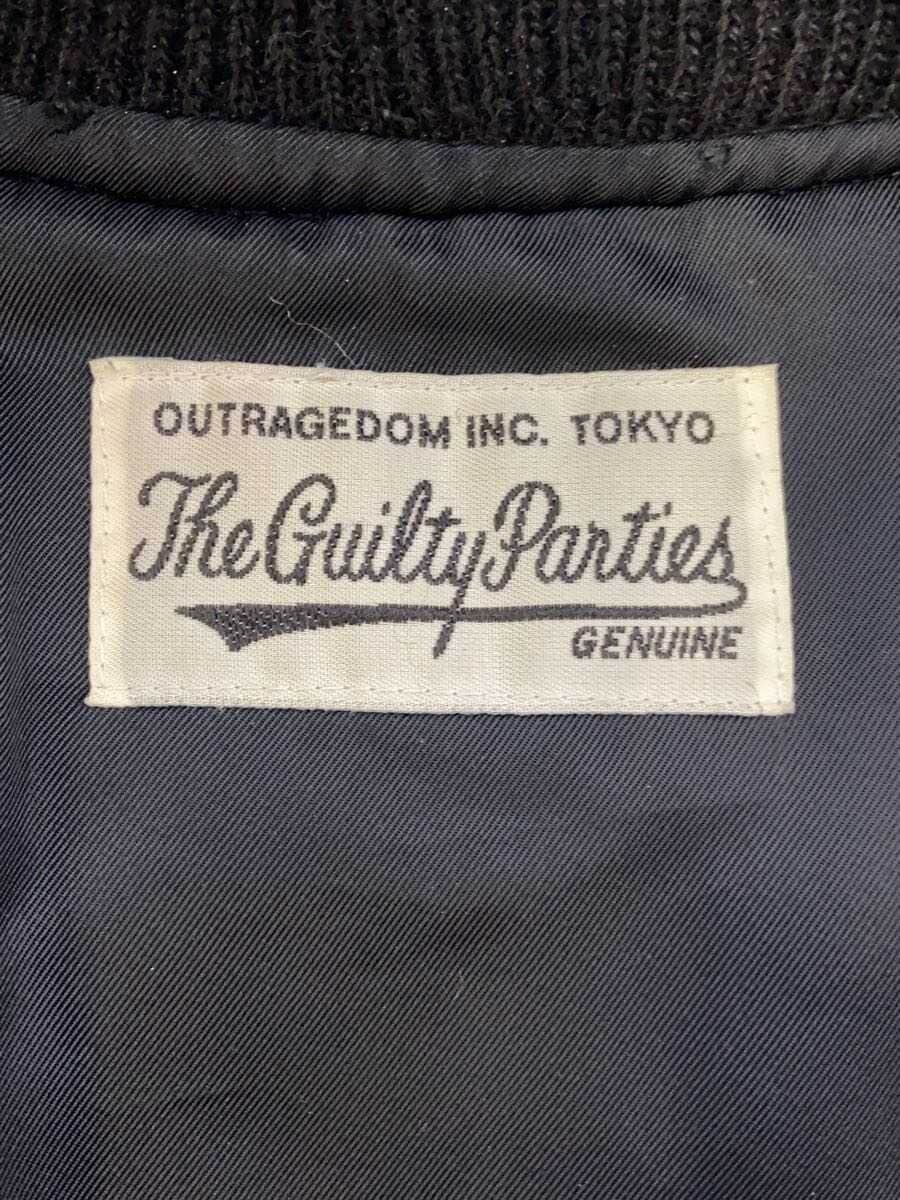 OUTRAGEDOM INC. TOKYO
The Guilty Parties
GENUINE